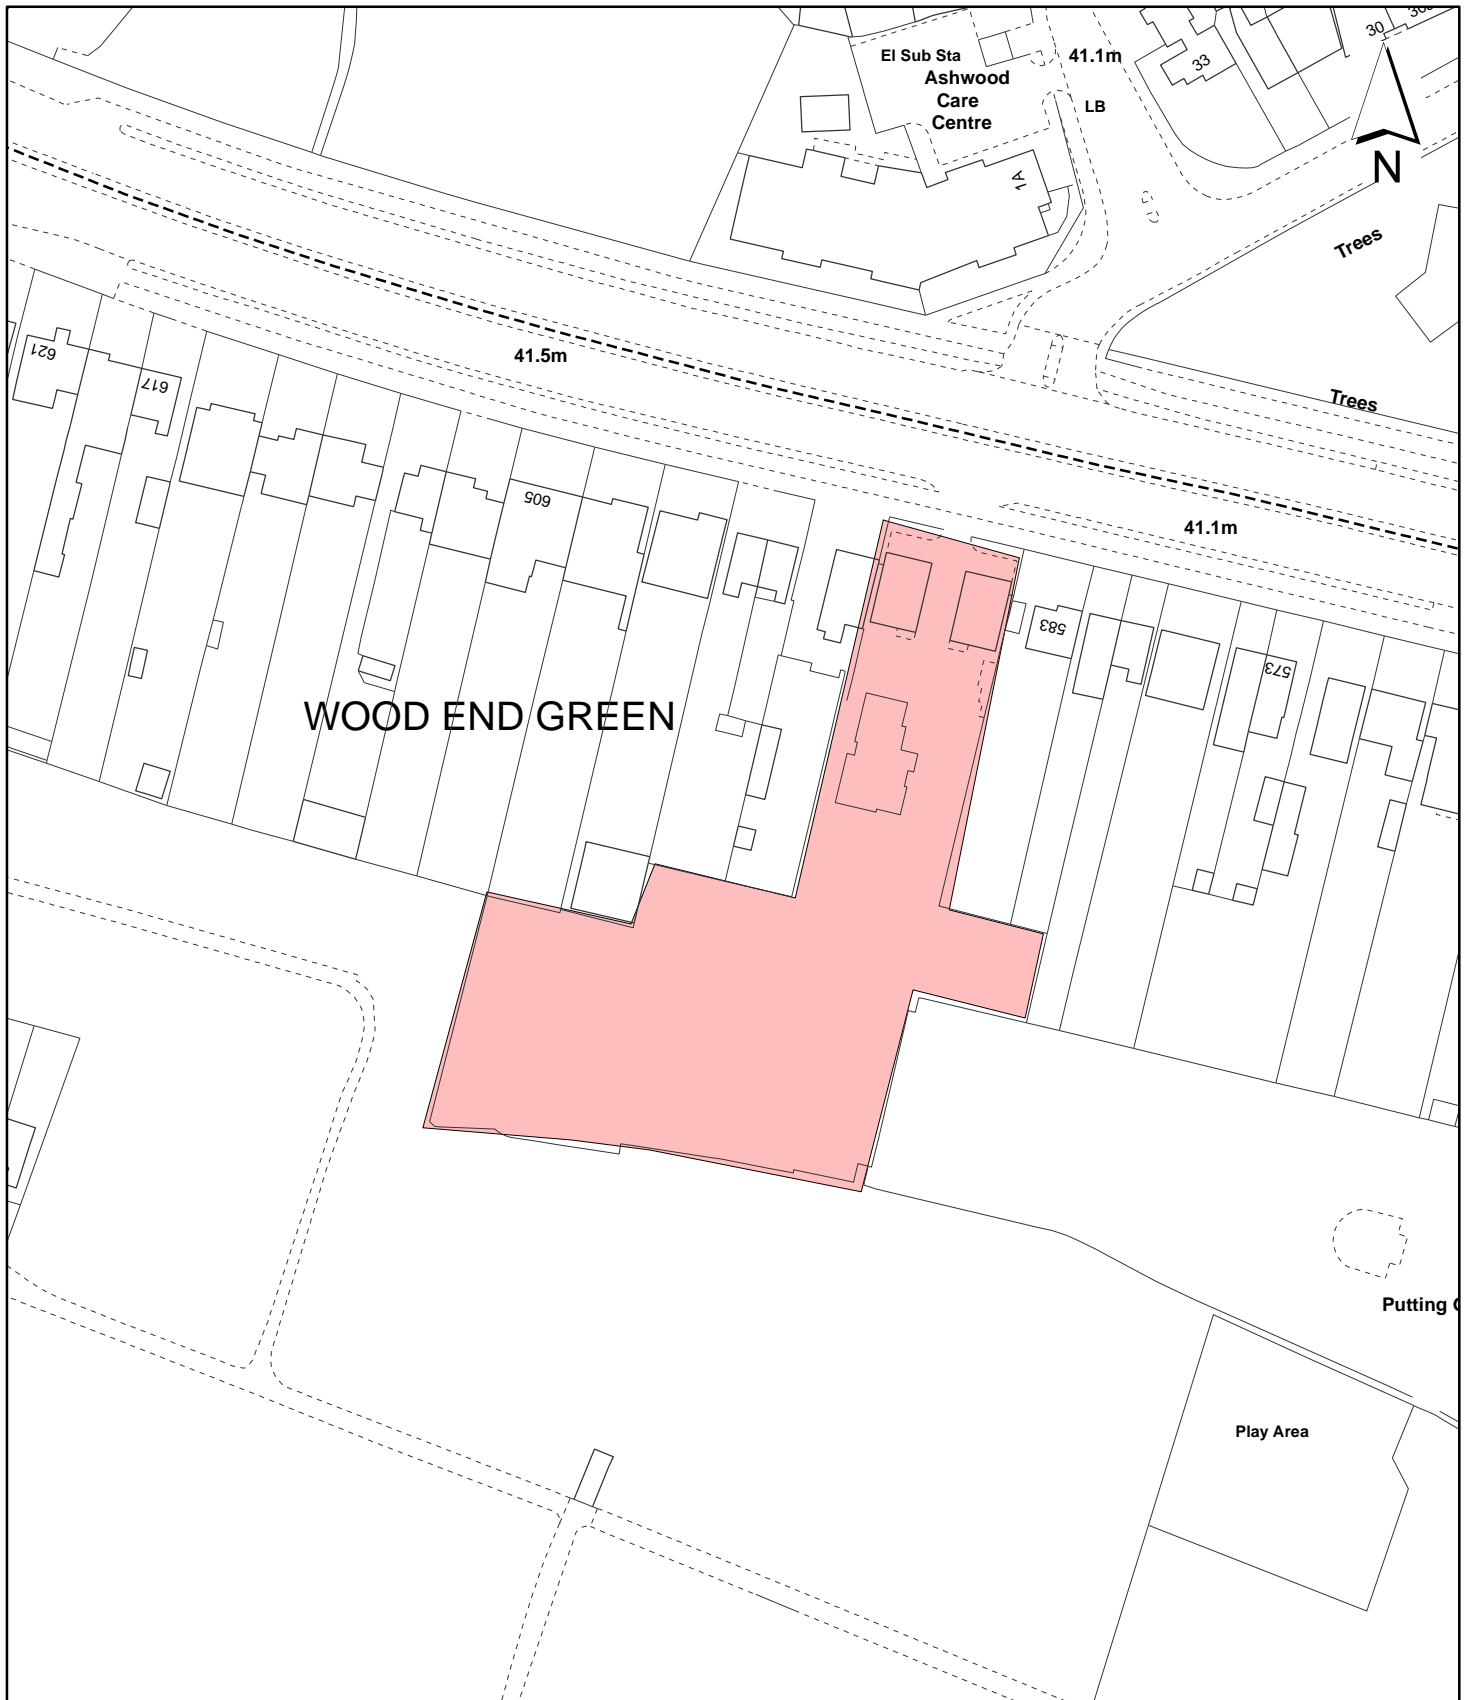 30
El Sub Sta
41.1m
33
Ashwood
Care
Centre
LB
N
1A
Trees
621
41.5m
617
Trees
605
41.1m
583
573
WOOD END GREEN
Putting
Play Area